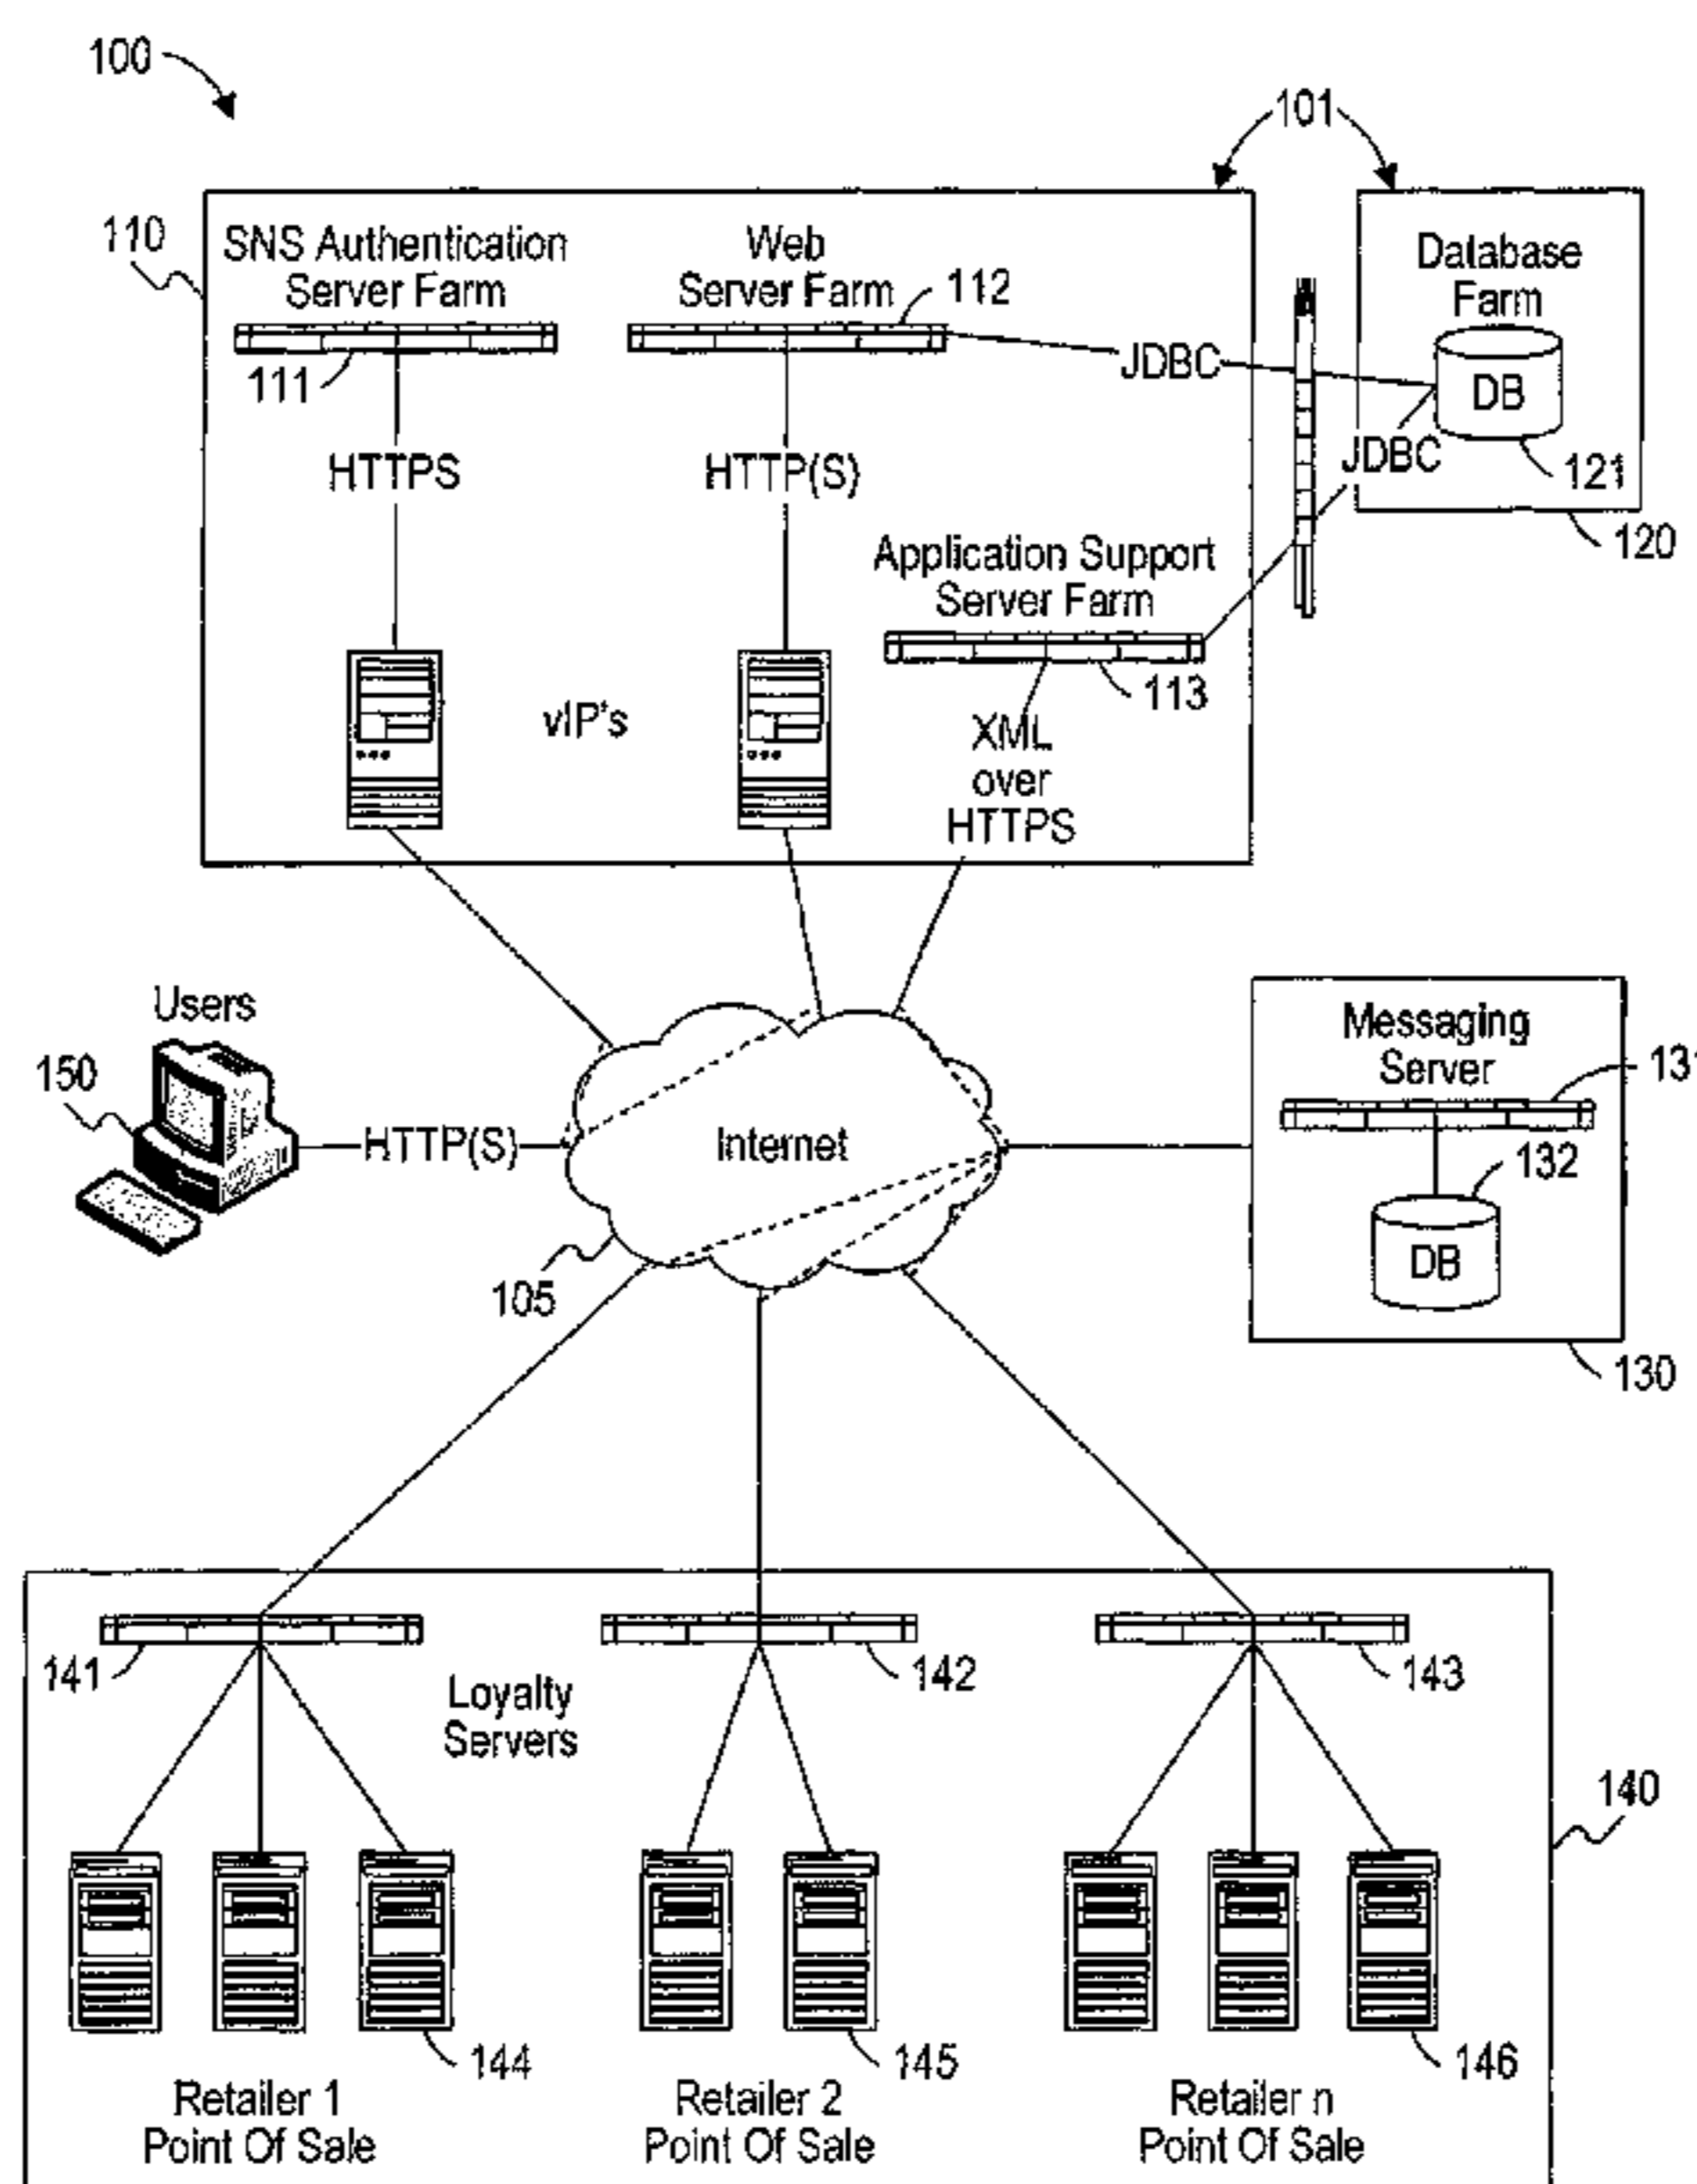 100
101
110
SNS Authentication
Server Farm
111
Web
Server Farm
112
Database
Farm
DB
121
120
JDBC
JDBC
HTTPS
HTTP(S)
Application Support
Server Farm
113
vIP's
XML
over
HTTPS
Users
150
HTTP(S)
Internet
105
Messaging
Server
131
132
DB
130
141
Loyalty
Servers
142
143
140
144
145
146
Retailer 1
Point Of Sale
Retailer 2
Point Of Sale
Retailer n
Point Of Sale